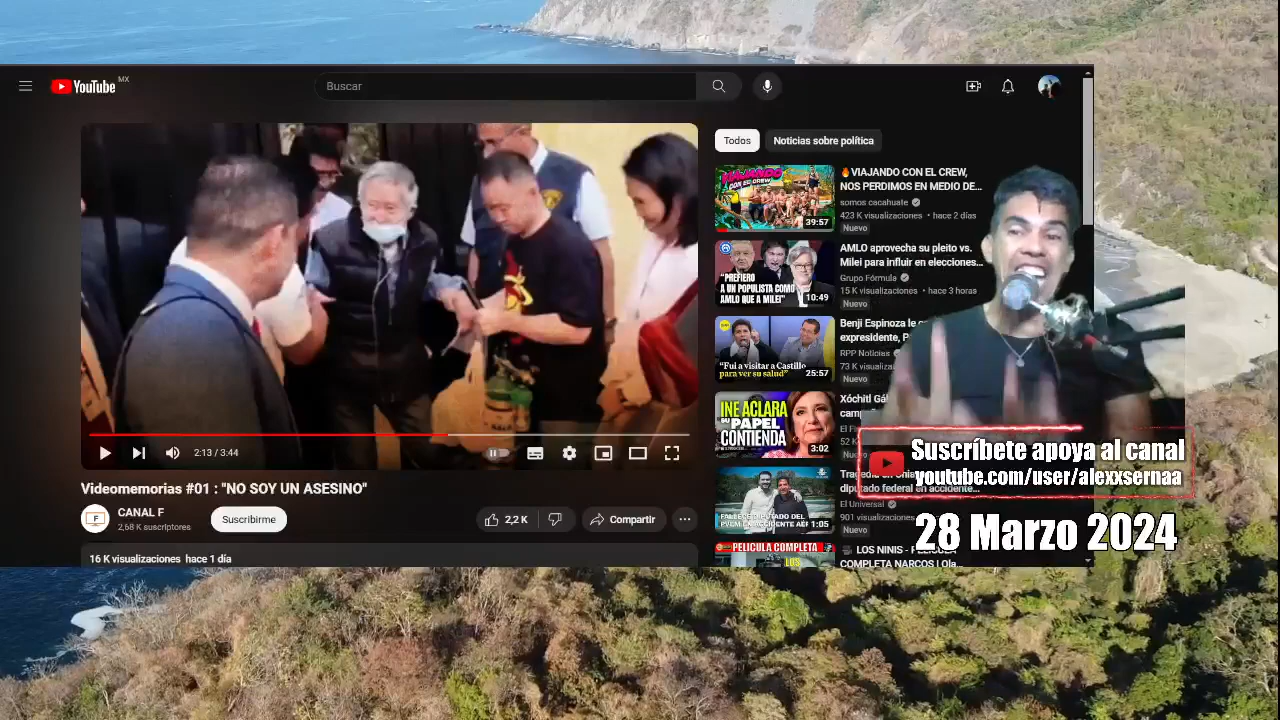 YouTube MX
Buscar
Todos
Noticias sobre política
VIAJANDO
CON EL CREW
39:57
🔥VIAJANDO CON EL CREW,
NOS PERDIMOS EN MEDIO DE...
somos cacahuate
423 K visualizaciones • hace 2 días
Nuevo
"PREFIERO
A UN POPULISTA COMO
AMLO QUE A MILEI"
10:49
AMLO aprovecha su pleito vs.
Milei para influir en elecciones...
Grupo Fórmula
15 K visualizaciones • hace 3 horas
Nuevo
"Fui a visitar a Castillo
para ver su salud"
25:57
Benji Espinoza le
expresidente, P
RPP Noticias
73 K visualiza
Nuevo
INE ACLARA
SU PAPEL
CONTIENDA
3:02
Xóchitl Gál
campa
El Fi
52 K
1:05
diputado federal en accidente...
El Universal
901 visualizaciones
Nuevo
PELICULA COMPLETA
LOS
LOS NINIS - PELICULA
COMPLETA NARCOS | Ola...
2:13 / 3:44
Videomemorias #01 : "NO SOY UN ASESINO"
F
CANAL F
2,68 K suscriptores
Suscribirme
2,2 K
Compartir
16 K visualizaciones hace 1 día
Suscríbete apoya al canal
youtube.com/user/alexxsernaa
28 Marzo 2024